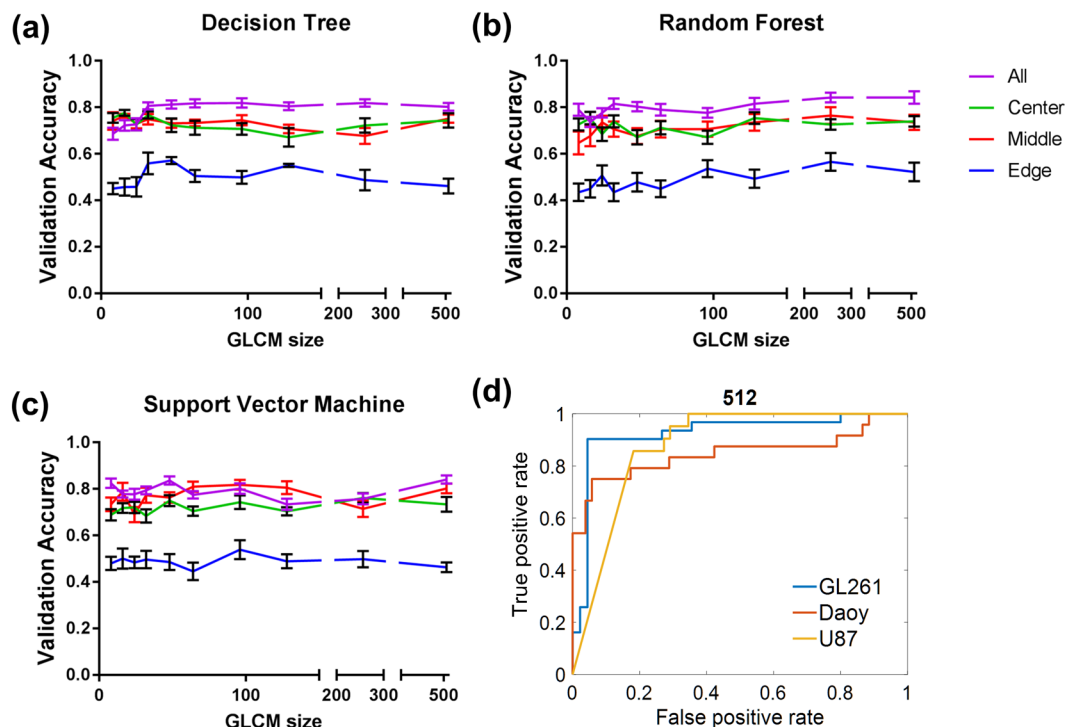 (a)
Decision Tree
Validation Accuracy
1.0
0.8
0.6
0.4
0.2
0.0
0
100
200
300
500
GLCM size
(b)
Random Forest
Validation Accuracy
1.0
0.8
0.6
0.4
0.2
0.0
0
100
200
300
500
GLCM size
All
Center
Middle
Edge
(c)
Support Vector Machine
Validation Accuracy
1.0
0.8
0.6
0.4
0.2
0.0
0
100
200
300
500
GLCM size
(d)
512
True positive rate
1
0.8
0.6
0.4
0.2
0
GL261
Daoy
U87
0
0.2
0.4
0.6
0.8
1
False positive rate